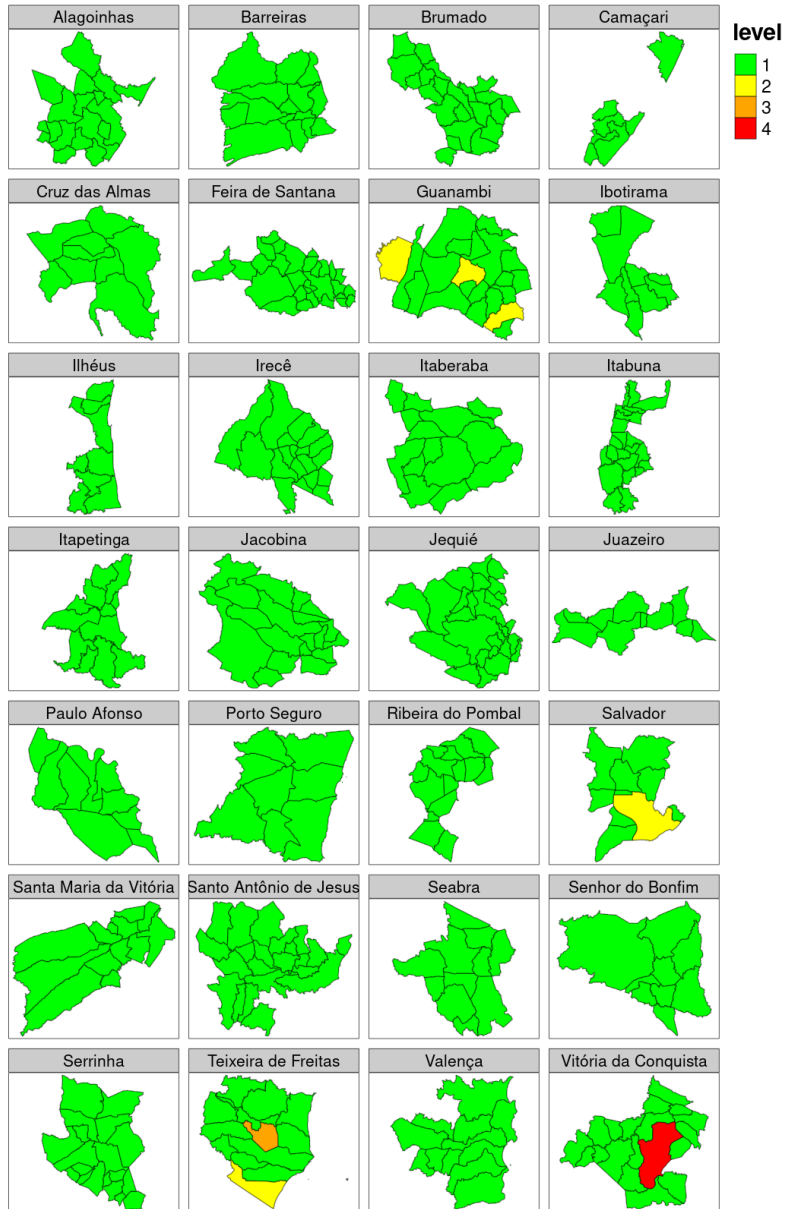 Alagoinhas
Barreiras
Brumado
Camaçari
level
1
2
3
4
Cruz das Almas
Feira de Santana
Guanambi
Ibotirama
Ilhéus
Irecê
Itaberaba
Itabuna
Itapetinga
Jacobina
Jequié
Juazeiro
Paulo Afonso
Porto Seguro
Ribeira do Pombal
Salvador
Santa Maria da Vitória
Santo Antônio de Jesus
Seabra
Senhor do Bonfim
Serrinha
Teixeira de Freitas
Valença
Vitória da Conquista